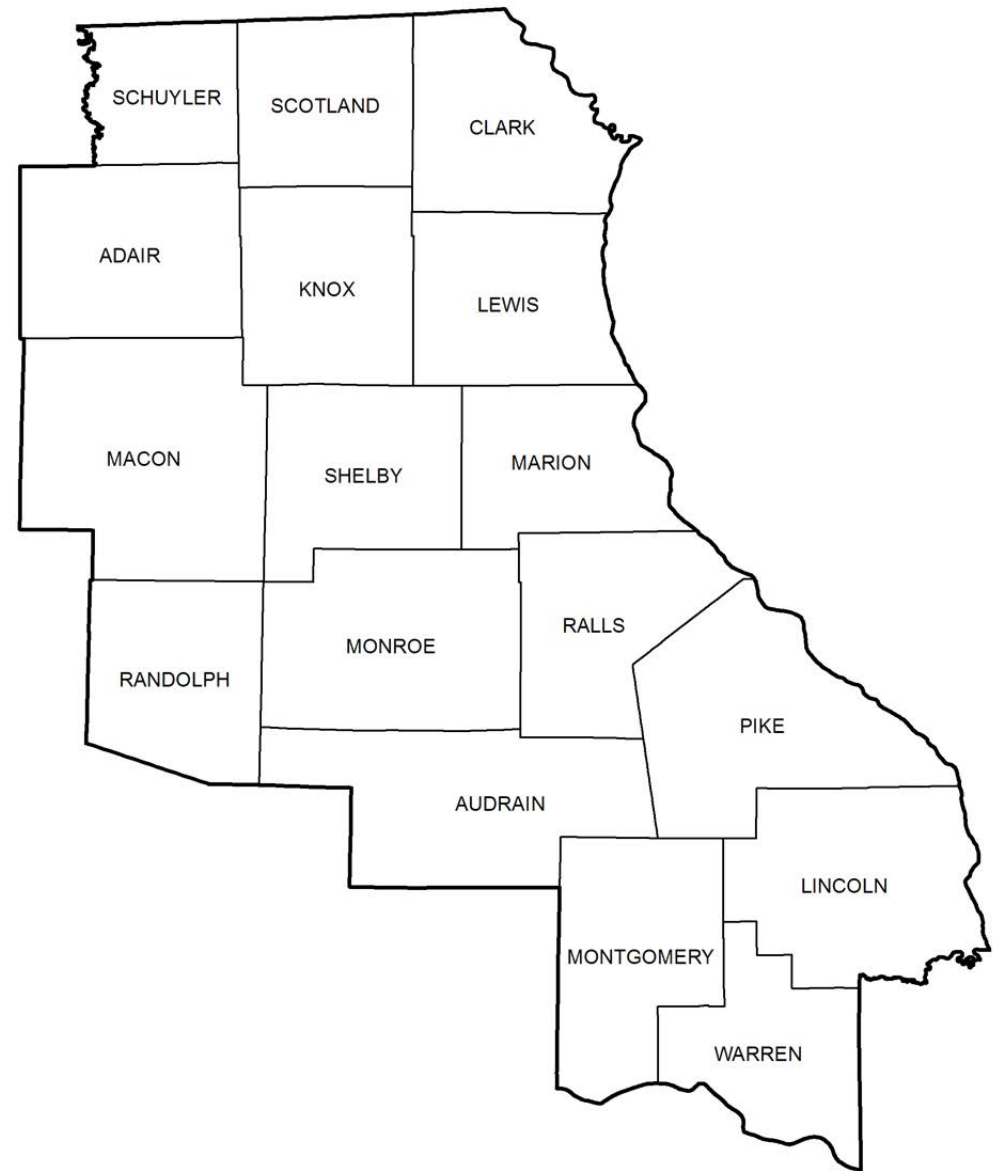 SCHUYLER
SCOTLAND
CLARK
ADAIR
KNOX
LEWIS
MACON
SHELBY
MARION
RANDOLPH
MONROE
RALLS
PIKE
AUDRAIN
LINCOLN
MONTGOMERY
WARREN